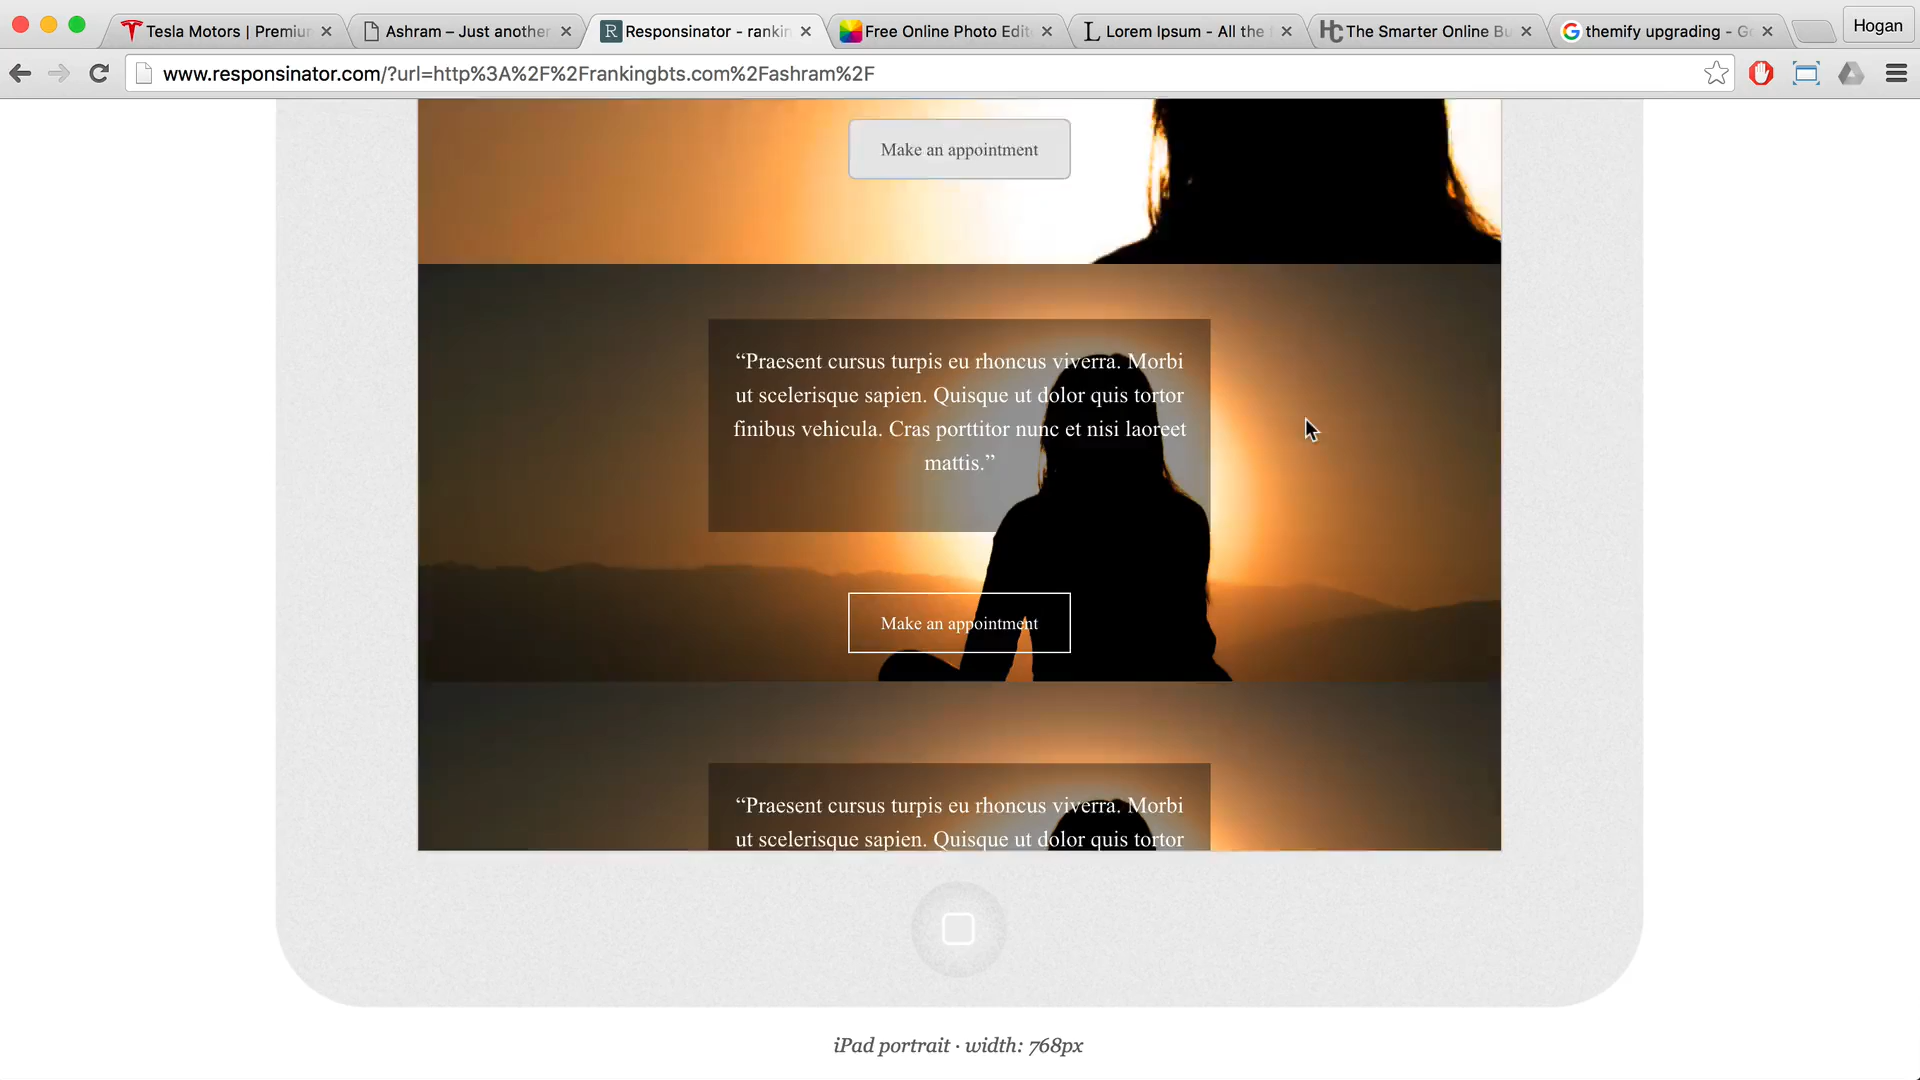 Tesla Motors | Premiur
Ashram – Just another
Responsinator - rankin
Free Online Photo Edit
Lorem Ipsum - All the
The Smarter Online Bu
themify upgrading - Go
Hogan
www.responsinator.com/?url=http%3A%2F%2Frankingbts.com%2Fashram%2F
Make an appointment
“Praesent cursus turpis eu rhoncus viverra. Morbi
ut scelerisque sapien. Quisque ut dolor quis tortor
finibus vehicula. Cras porttitor nunc et nisi laoreet
mattis.”
Make an appointment
“Praesent cursus turpis eu rhoncus viverra. Morbi
ut scelerisque sapien. Quisque ut dolor quis tortor
iPad portrait · width: 768px